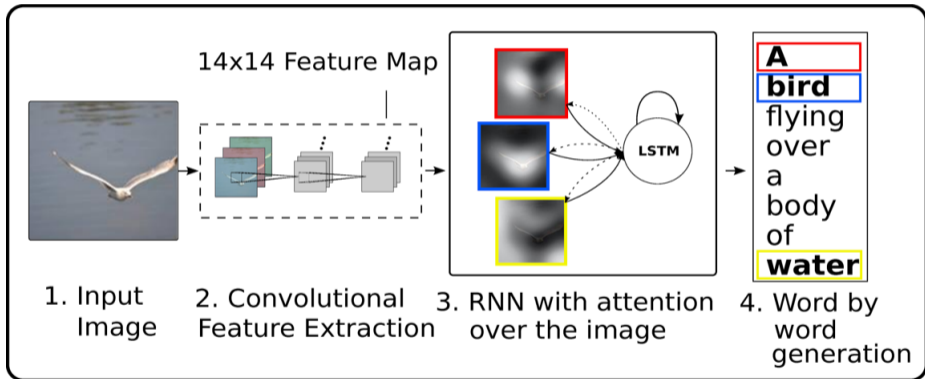 14x14 Feature Map
LSTM
A
bird
flying
over
a
body
of
water
1. Input
Image
2. Convolutional
Feature Extraction
3. RNN with attention
over the image
4. Word by
word
generation